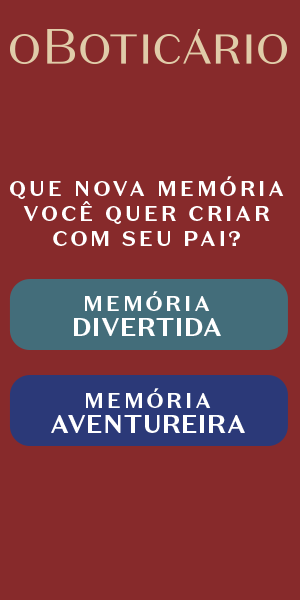 oBoticário
QUE NOVA MEMÓRIA
VOCÊ QUER CRIAR
COM SEU PAI?
MEMÓRIA
DIVERTIDA
MEMÓRIA
AVENTUREIRA